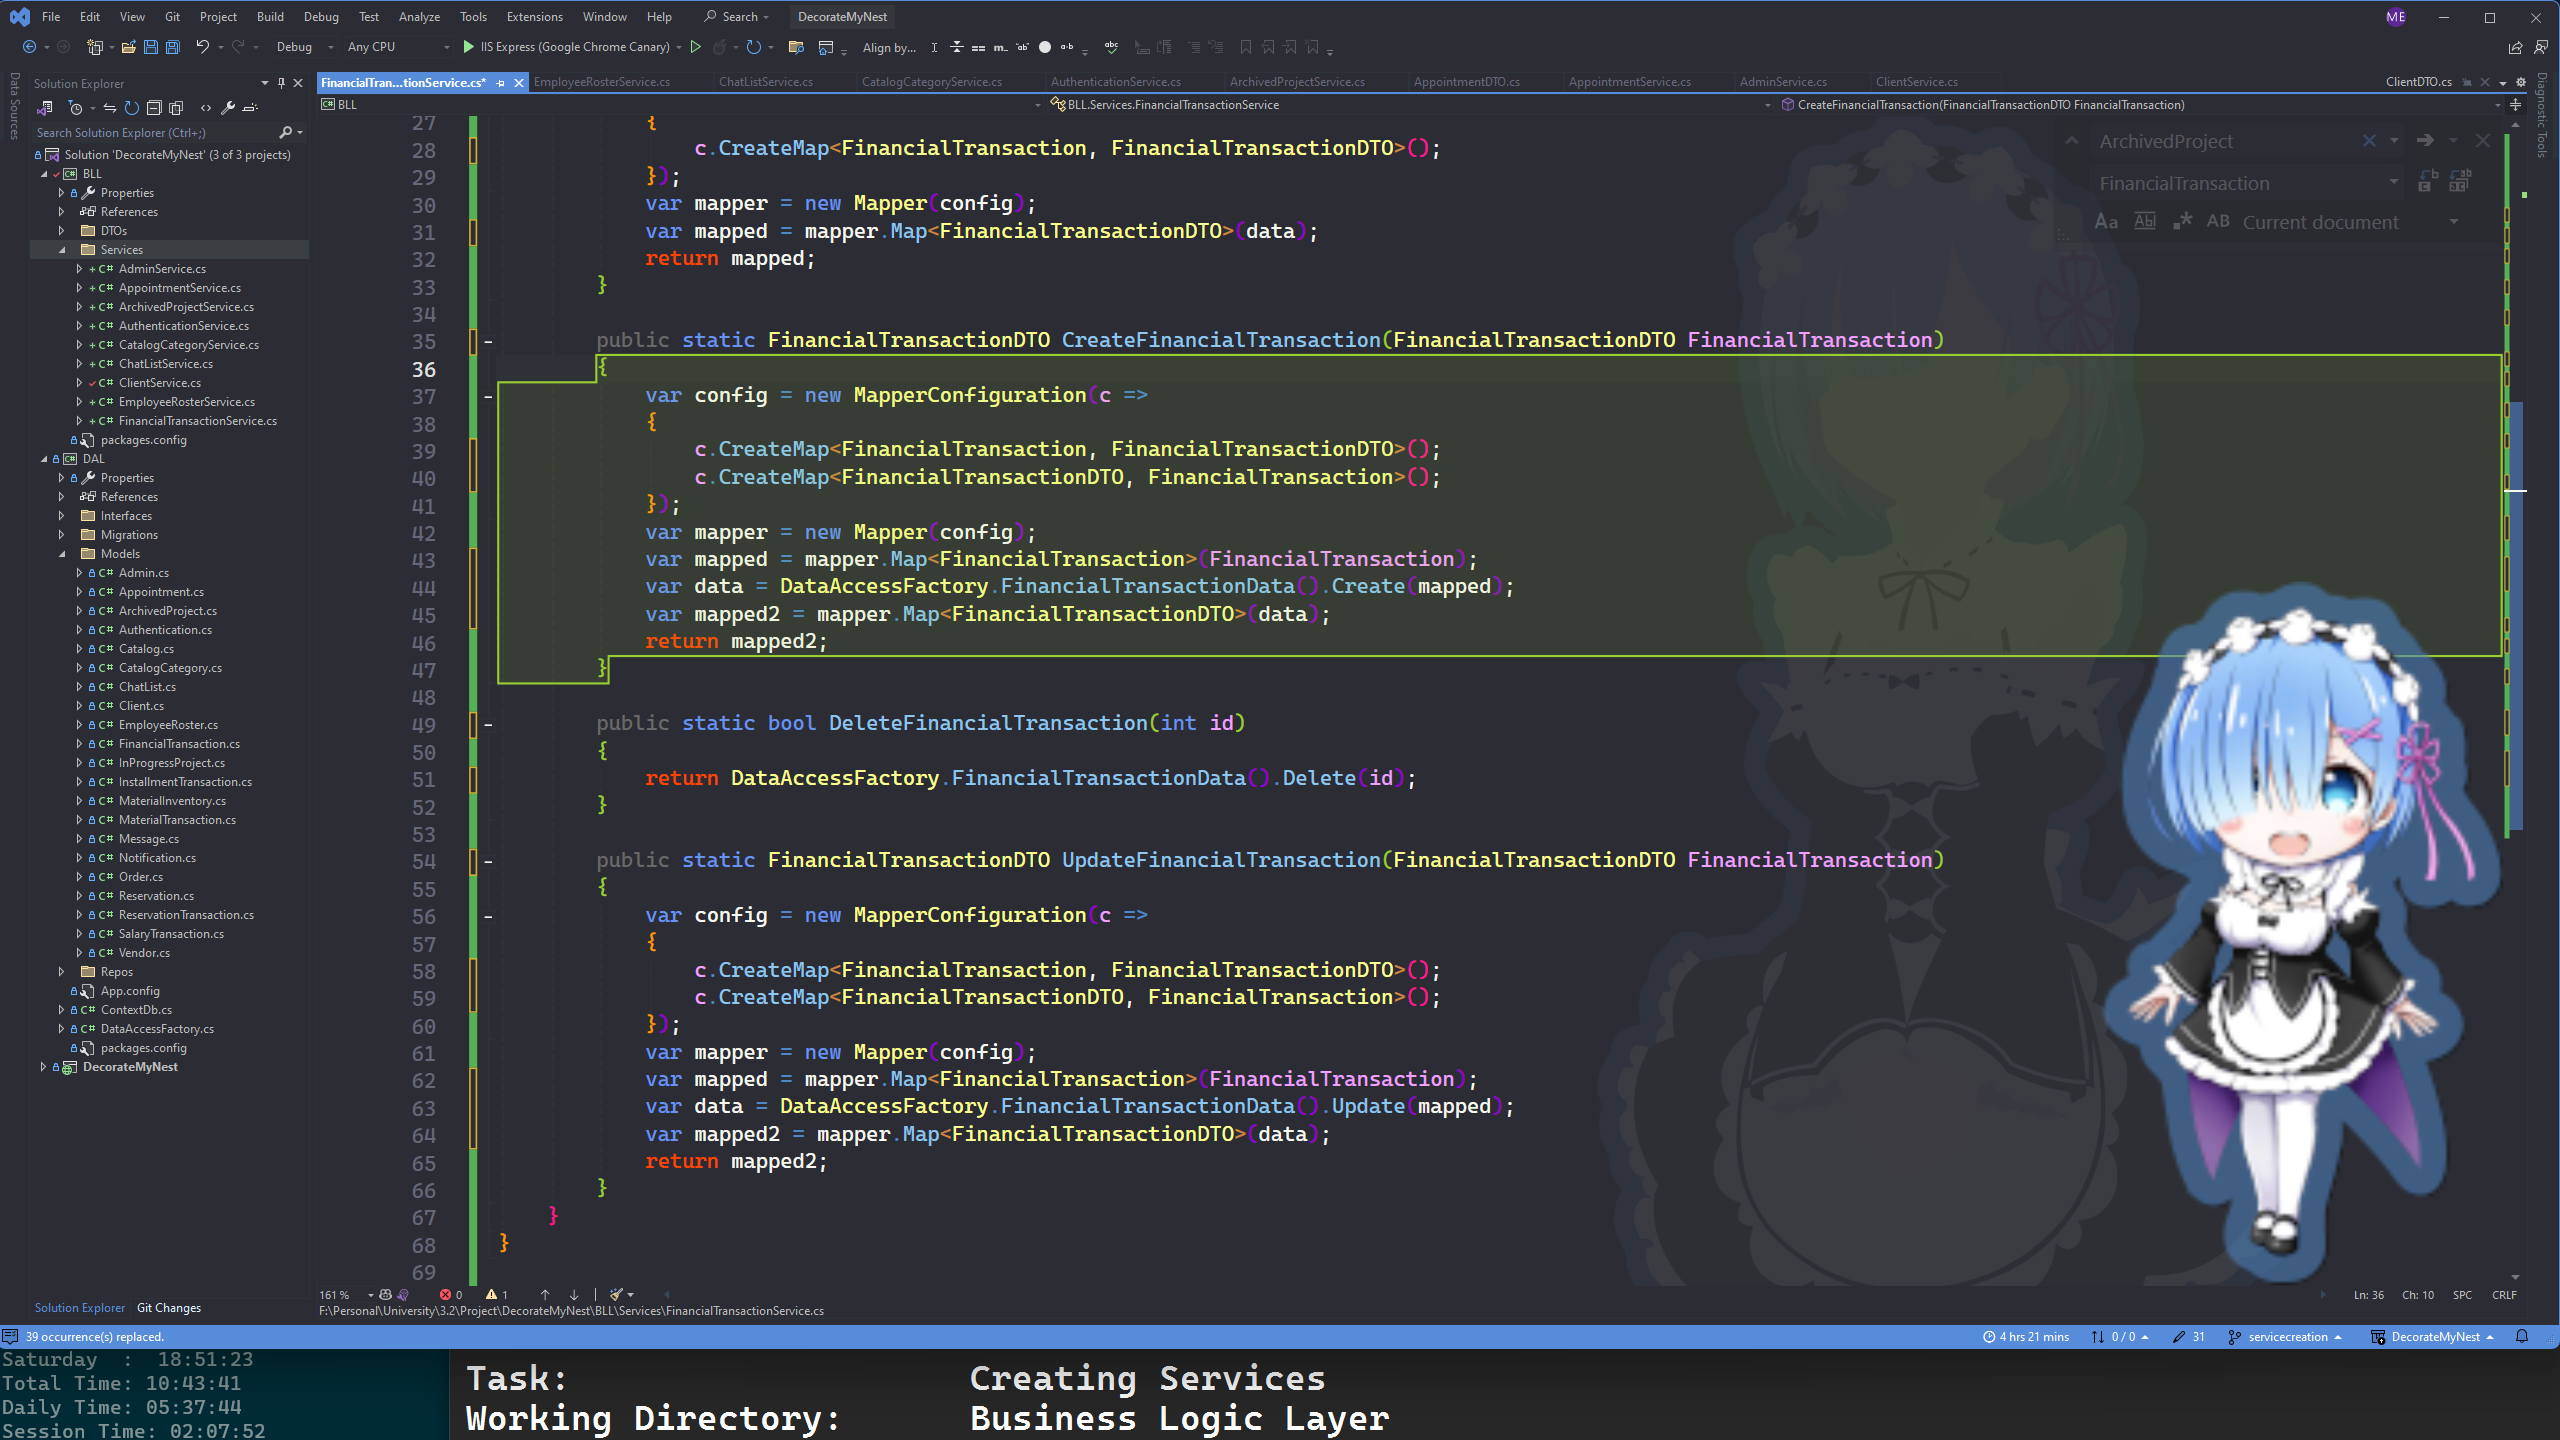 File Edit View Git Project Build Debug Test Analyze Tools Extensions Window Help Search DecorateMyNest ME
Debug Any CPU IIS Express (Google Chrome Canary) Align by...
Data Sources
Solution Explorer
Search Solution Explorer (Ctrl+;)
Solution 'DecorateMyNest' (3 of 3 projects)
BLL
Properties
References
DTOs
Services
AdminService.cs
AppointmentService.cs
ArchivedProjectService.cs
AuthenticationService.cs
CatalogCategoryService.cs
ChatListService.cs
ClientService.cs
EmployeeRosterService.cs
FinancialTransactionService.cs
packages.config
DAL
Properties
References
Interfaces
Migrations
Models
Admin.cs
Appointment.cs
ArchivedProject.cs
Authentication.cs
Catalog.cs
CatalogCategory.cs
ChatList.cs
Client.cs
EmployeeRoster.cs
FinancialTransaction.cs
InProgressProject.cs
InstallmentTransaction.cs
MaterialInventory.cs
MaterialTransaction.cs
Message.cs
Notification.cs
Order.cs
Reservation.cs
ReservationTransaction.cs
SalaryTransaction.cs
Vendor.cs
Repos
App.config
ContextDb.cs
DataAccessFactory.cs
packages.config
DecorateMyNest
Solution Explorer Git Changes
FinancialTran...tionService.cs* EmployeeRosterService.cs ChatListService.cs CatalogCategoryService.cs AuthenticationService.cs ArchivedProjectService.cs AppointmentDTO.cs AppointmentService.cs AdminService.cs ClientService.cs ClientDTO.cs
BLL BLL.Services.FinancialTransactionService CreateFinancialTransaction(FinancialTransactionDTO FinancialTransaction)
Diagnostic Tools
ArchivedProject
FinancialTransaction
Aa Abl .* AB Current document
27 {
28 c.CreateMap<FinancialTransaction, FinancialTransactionDTO>();
29 });
30 var mapper = new Mapper(config);
31 var mapped = mapper.Map<FinancialTransactionDTO>(data);
32 return mapped;
33 }
34
35 public static FinancialTransactionDTO CreateFinancialTransaction(FinancialTransactionDTO FinancialTransaction)
36 {
37 var config = new MapperConfiguration(c =>
38 {
39 c.CreateMap<FinancialTransaction, FinancialTransactionDTO>();
40 c.CreateMap<FinancialTransactionDTO, FinancialTransaction>();
41 });
42 var mapper = new Mapper(config);
43 var mapped = mapper.Map<FinancialTransaction>(FinancialTransaction);
44 var data = DataAccessFactory.FinancialTransactionData().Create(mapped);
45 var mapped2 = mapper.Map<FinancialTransactionDTO>(data);
46 return mapped2;
47 }
48
49 public static bool DeleteFinancialTransaction(int id)
50 {
51 return DataAccessFactory.FinancialTransactionData().Delete(id);
52 }
53
54 public static FinancialTransactionDTO UpdateFinancialTransaction(FinancialTransactionDTO FinancialTransaction)
55 {
56 var config = new MapperConfiguration(c =>
57 {
58 c.CreateMap<FinancialTransaction, FinancialTransactionDTO>();
59 c.CreateMap<FinancialTransactionDTO, FinancialTransaction>();
60 });
61 var mapper = new Mapper(config);
62 var mapped = mapper.Map<FinancialTransaction>(FinancialTransaction);
63 var data = DataAccessFactory.FinancialTransactionData().Update(mapped);
64 var mapped2 = mapper.Map<FinancialTransactionDTO>(data);
65 return mapped2;
66 }
67 }
68 }
69
161 % 0 1 Ln: 36 Ch: 10 SPC CRLF
F:\Personal\University\3.2\Project\DecorateMyNest\BLL\Services\FinancialTransactionService.cs
39 occurrence(s) replaced. 4 hrs 21 mins 0 / 0 31 servicecreation DecorateMyNest
Saturday : 18:51:23
Total Time: 10:43:41
Daily Time: 05:37:44
Session Time: 02:07:52
Task: Creating Services
Working Directory: Business Logic Layer